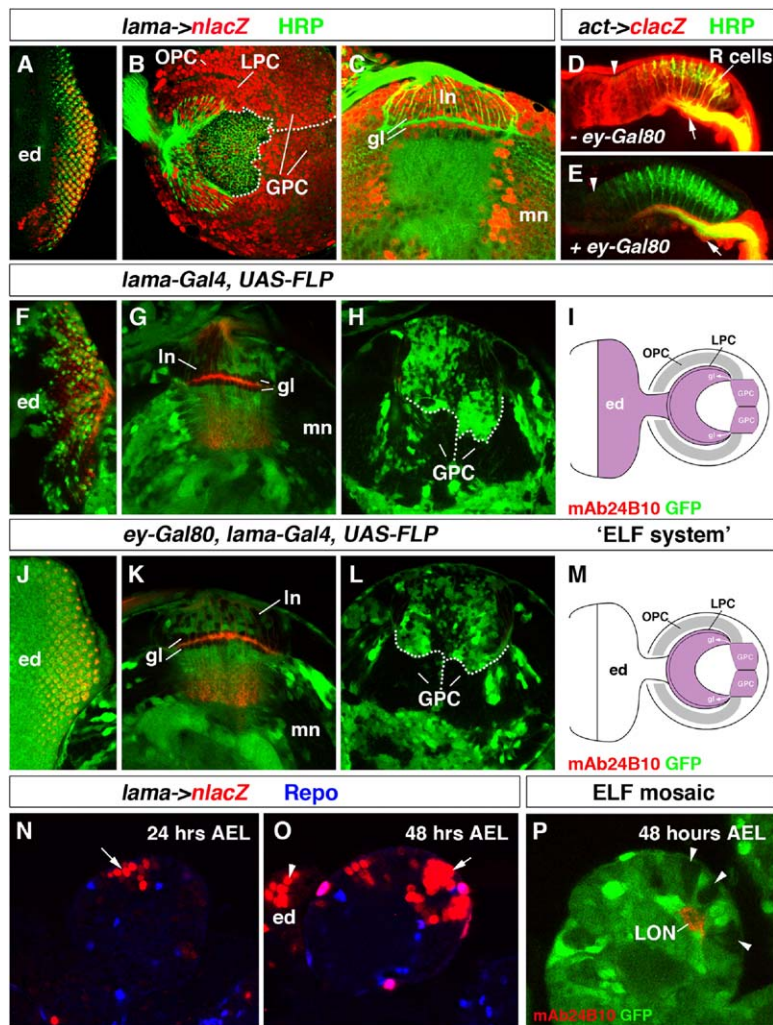 lama->nlacZ HRP
act->clacZ HRP
A
ed
B
OPC
LPC
GPC
C
ln
gl
mn
D
R cells
- ey-Gal80
E
+ ey-Gal80
lama-Gal4, UAS-FLP
F
ed
G
ln
gl
mn
H
GPC
I
OPC
LPC
ed
gl
GPC
GPC
gl
mAb24B10 GFP
ey-Gal80, lama-Gal4, UAS-FLP 'ELF system'
J
ed
K
ln
gl
mn
L
GPC
M
OPC
LPC
ed
gl
GPC
GPC
gl
mAb24B10 GFP
lama->nlacZ Repo
ELF mosaic
N
24 hrs AEL
O
48 hrs AEL
ed
P
48 hours AEL
LON
mAb24B10 GFP